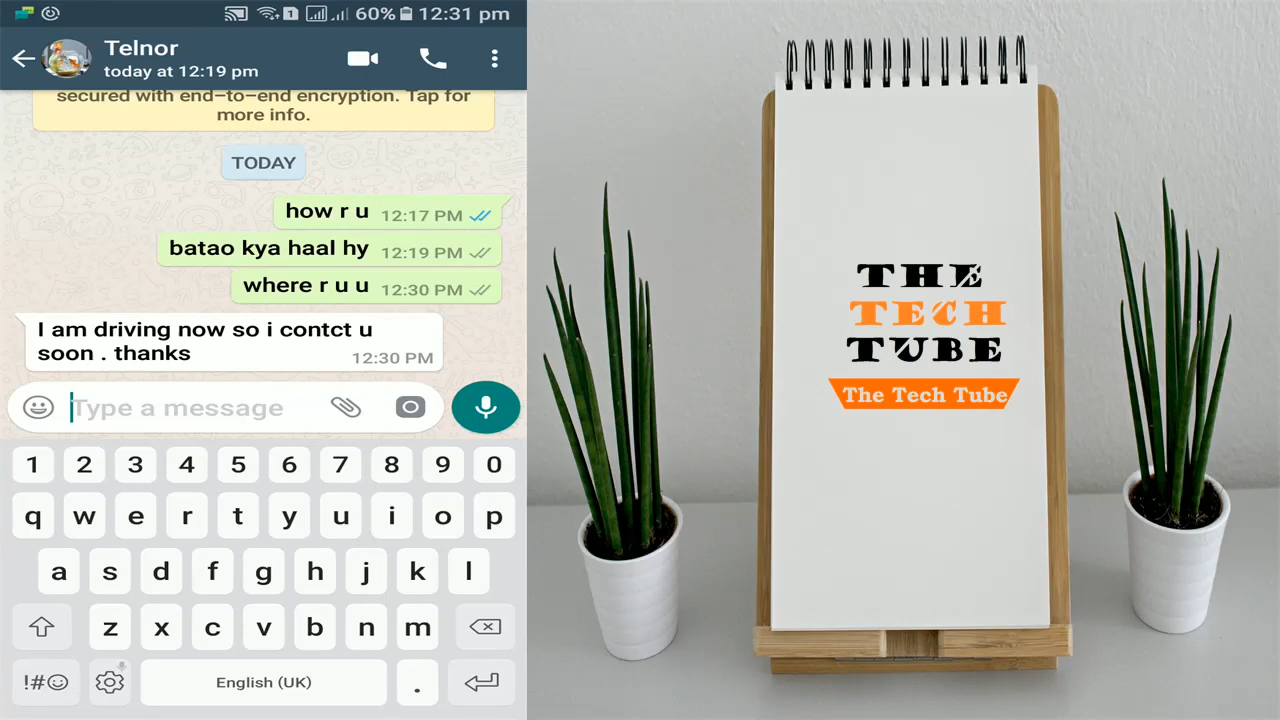 1 60% 12:31 pm
Telnor
today at 12:19 pm
secured with end–to–end encryption. Tap for
more info.
TODAY
how r u 12:17 PM
batao kya haal hy 12:19 PM
where r u u 12:30 PM
I am driving now so i contct u
soon . thanks 12:30 PM
Type a message
1 2 3 4 5 6 7 8 9 0
q w e r t y u i o p
a s d f g h j k l
z x c v b n m
!#☺ English (UK) .
THE
TECH
TUBE
The Tech Tube